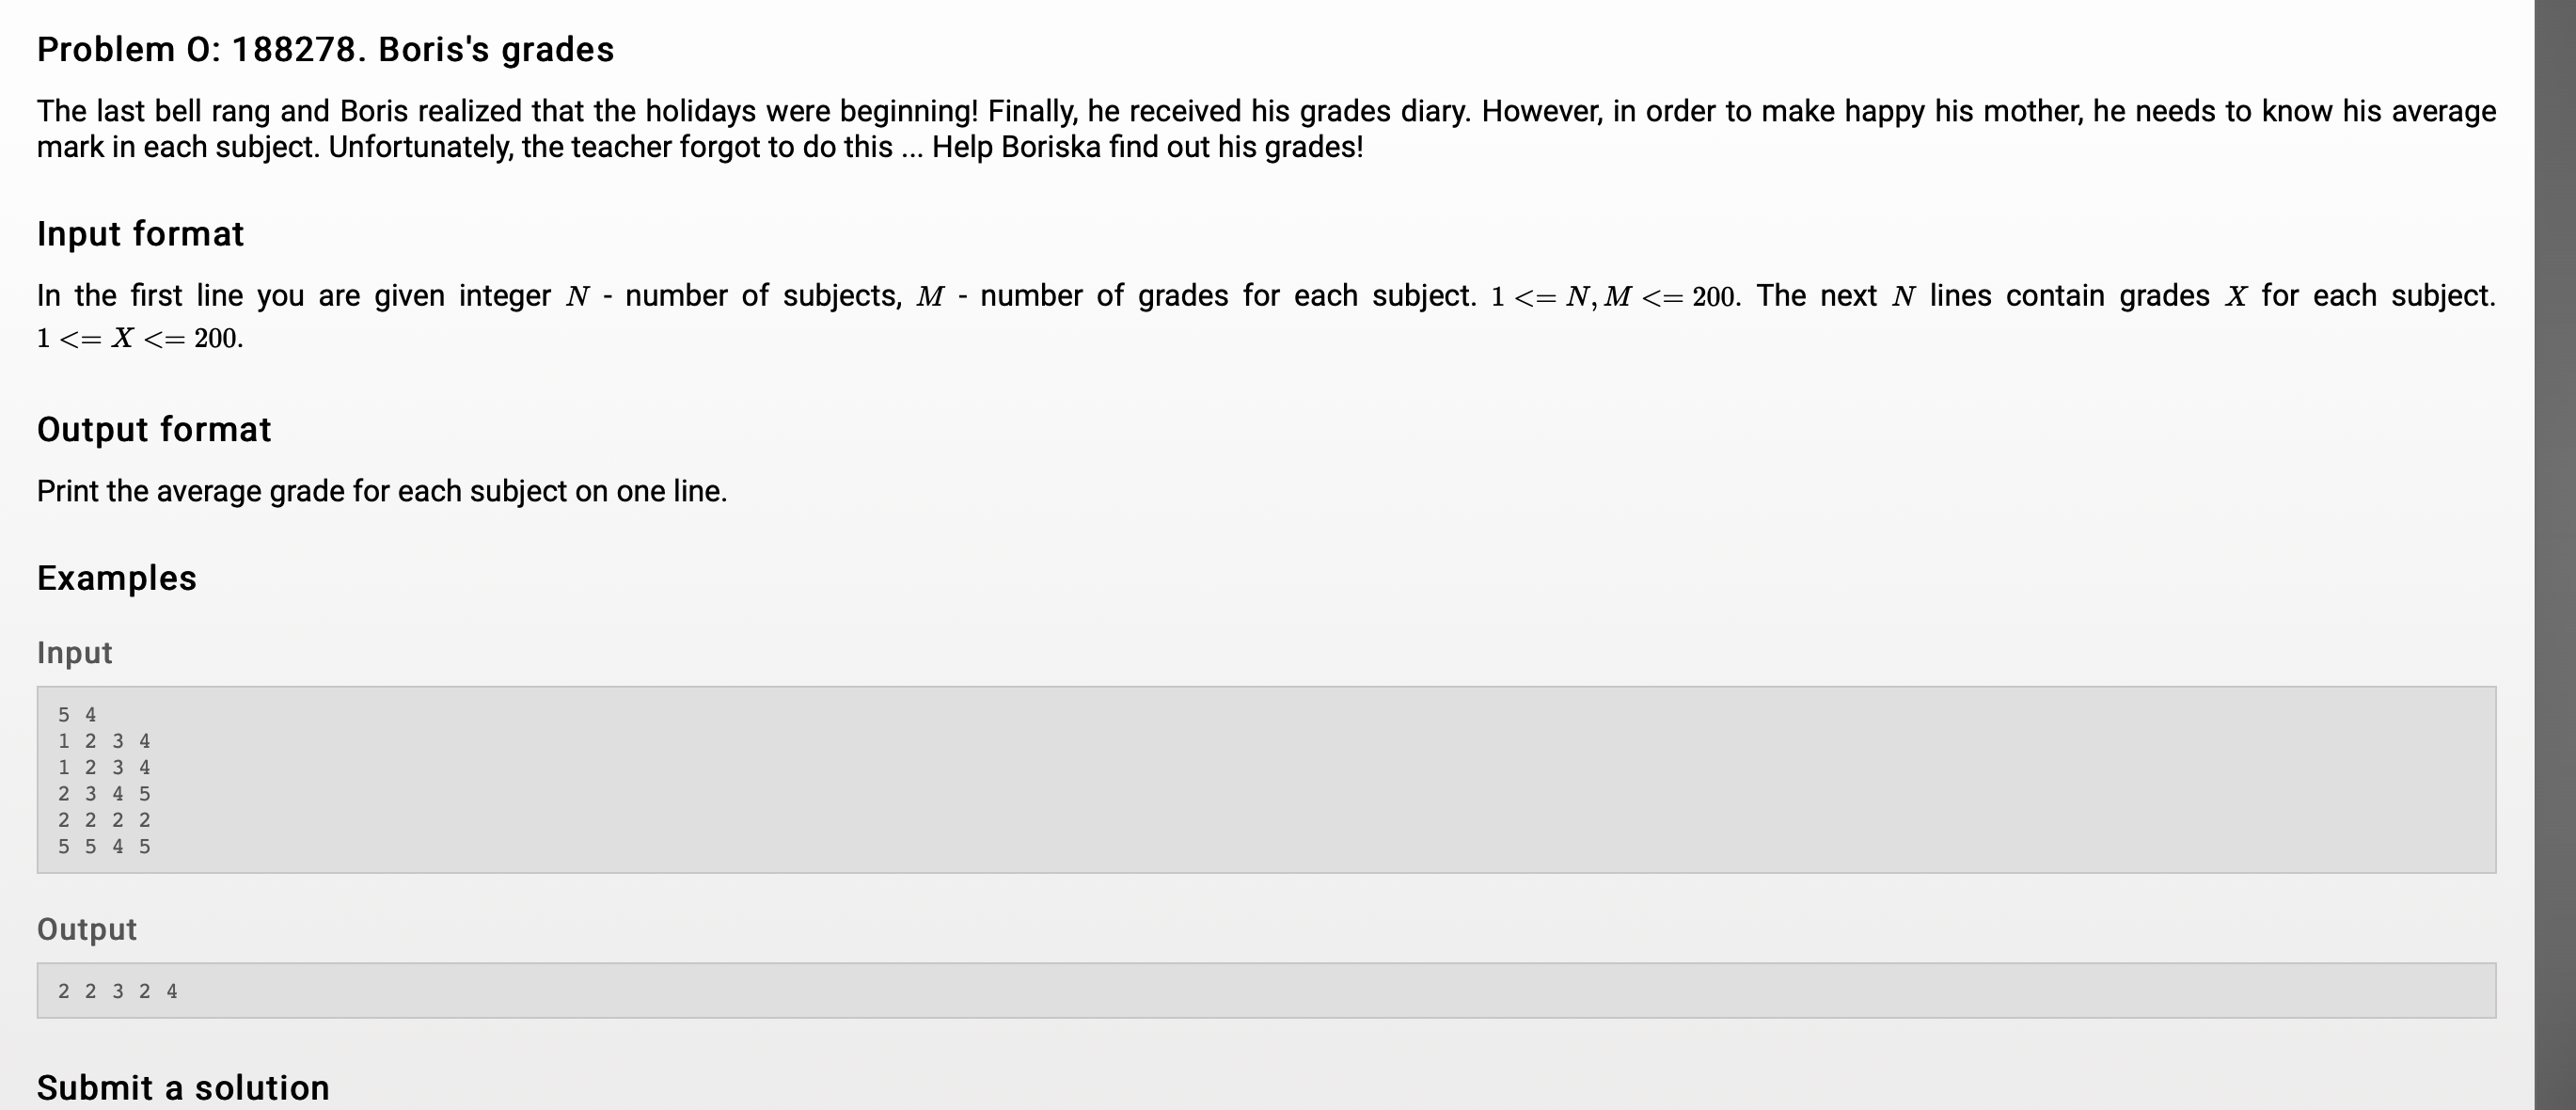 Problem O: 188278. Boris's grades
The last bell rang and Boris realized that the holidays were beginning! Finally, he received his grades diary. However, in order to make happy his mother, he needs to know his average
mark in each subject. Unfortunately, the teacher forgot to do this ... Help Boriska find out his grades!
Input format
In the first line you are given integer N - number of subjects, M - number of grades for each subject. 1 <= N, M <= 200. The next N lines contain grades X for each subject.
1 <= X <= 200.
Output format
Print the average grade for each subject on one line.
Examples
Input
5 4
1 2 3 4
1 2 3 4
2 3 4 5
2 2 2 2
5 5 4 5
Output
2 2 3 2 4
Submit a solution